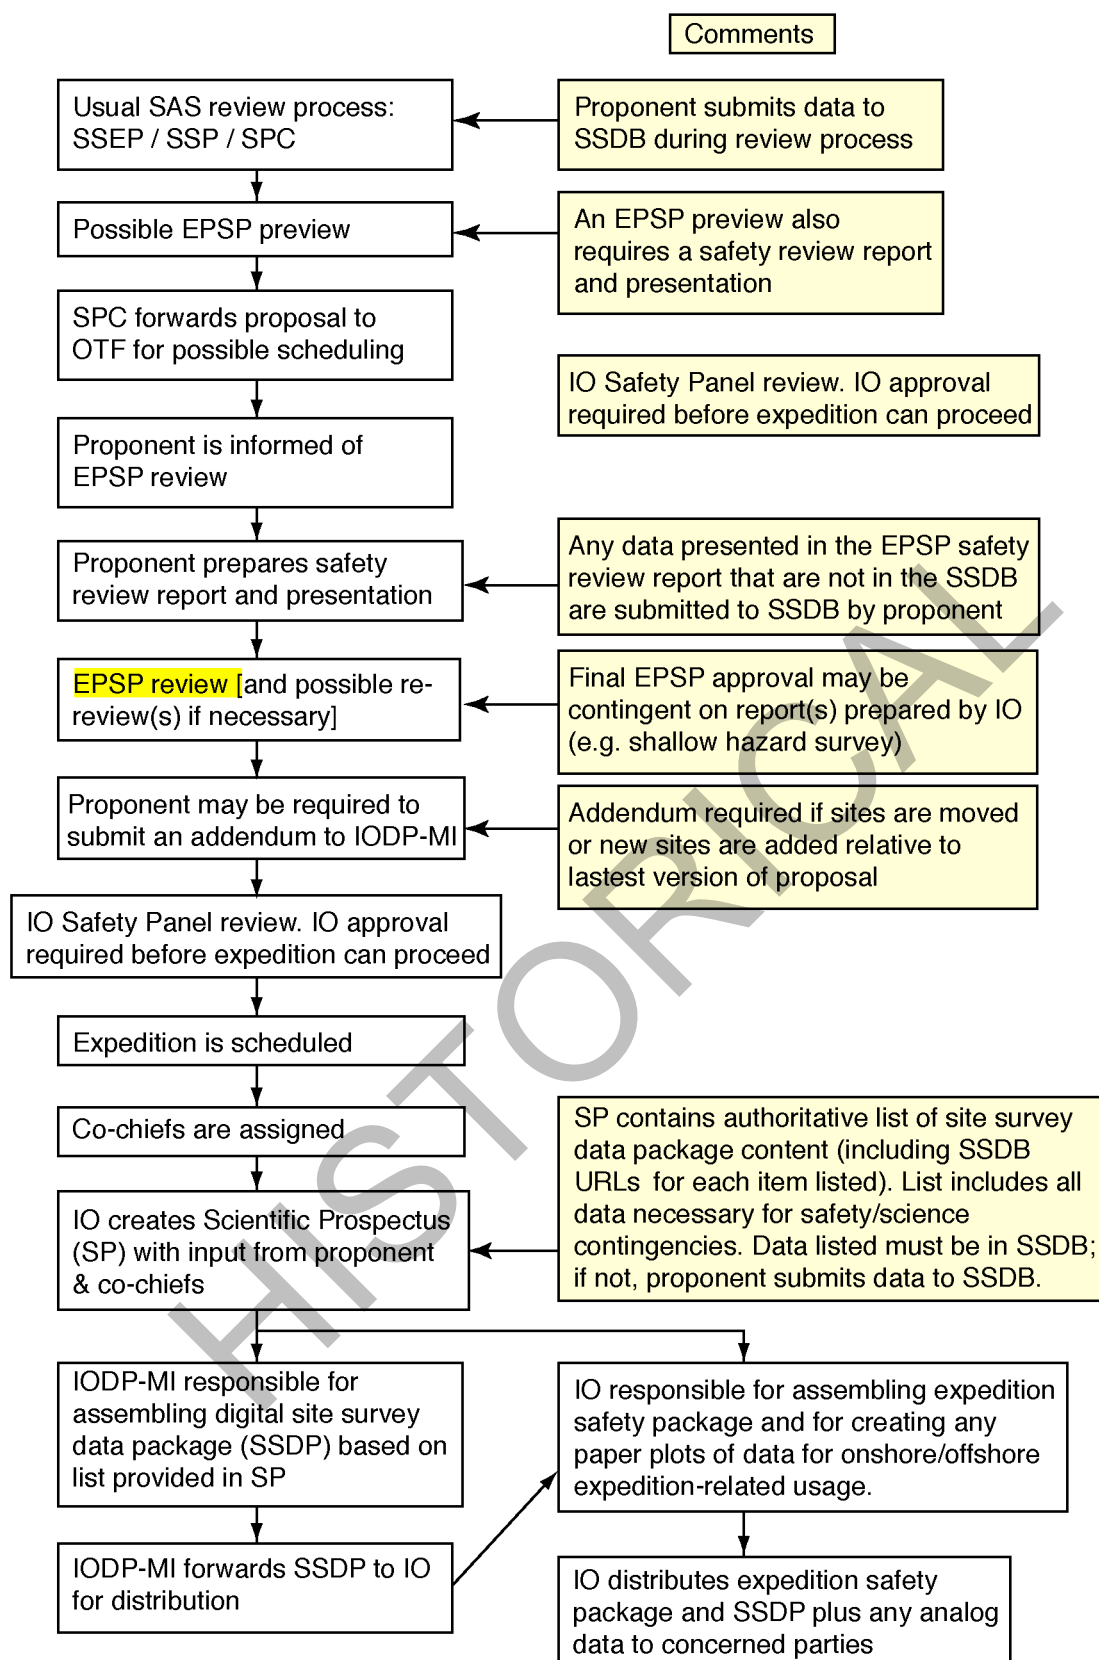 Comments
Usual SAS review process:
SSEP / SSP / SPC
Proponent submits data to
SSDB during review process
Possible EPSP preview
An EPSP preview also
requires a safety review report
and presentation
SPC forwards proposal to
OTF for possible scheduling
IO Safety Panel review. IO approval
required before expedition can proceed
Proponent is informed of
EPSP review
Proponent prepares safety
review report and presentation
Any data presented in the EPSP safety
review report that are not in the SSDB
are submitted to SSDB by proponent
EPSP review [and possible re-
review(s) if necessary]
Final EPSP approval may be
contingent on report(s) prepared by IO
(e.g. shallow hazard survey)
Proponent may be required to
submit an addendum to IODP-MI
Addendum required if sites are moved
or new sites are added relative to
lastest version of proposal
IO Safety Panel review. IO approval
required before expedition can proceed
Expedition is scheduled
Co-chiefs are assigned
IO creates Scientific Prospectus
(SP) with input from proponent
& co-chiefs
SP contains authoritative list of site survey
data package content (including SSDB
URLs  for each item listed). List includes all
data necessary for safety/science
contingencies. Data listed must be in SSDB;
if not, proponent submits data to SSDB.
IODP-MI responsible for
assembling digital site survey
data package (SSDP) based on
list provided in SP
IO responsible for assembling expedition
safety package and for creating any
paper plots of data for onshore/offshore
expedition-related usage.
IODP-MI forwards SSDP to IO
for distribution
IO distributes expedition safety
package and SSDP plus any analog
data to concerned parties
HISTORICAL